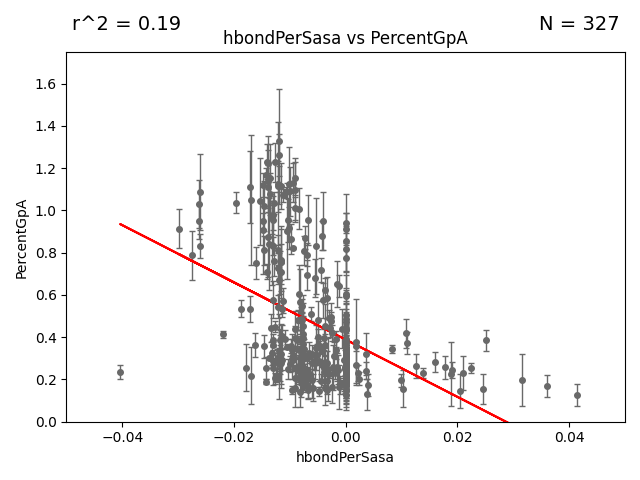 r^2 = 0.19
N = 327
hbondPerSasa vs PercentGpA
PercentGpA
1.6
1.4
1.2
1.0
0.8
0.6
0.4
0.2
0.0
−0.04
−0.02
0.00
0.02
0.04
hbondPerSasa